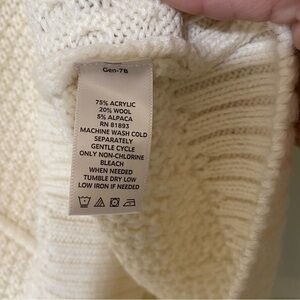 Gen-7B
75% ACRYLIC
20% WOOL
5% ALPACA
RN 81893
MACHINE WASH COLD
SEPARATELY
GENTLE CYCLE
ONLY NON-CHLORINE
BLEACH
WHEN NEEDED
TUMBLE DRY LOW
LOW IRON IF NEEDED